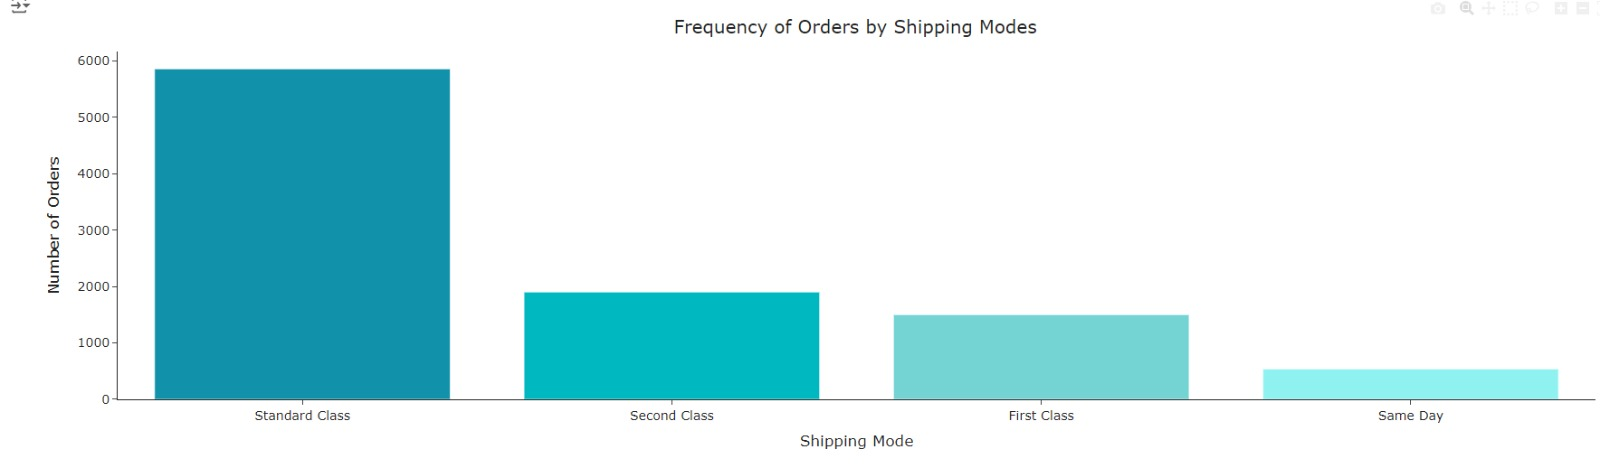 Frequency of Orders by Shipping Modes
Number of Orders
6000
5000
4000
3000
2000
1000
0
Standard Class Second Class First Class Same Day
Shipping Mode